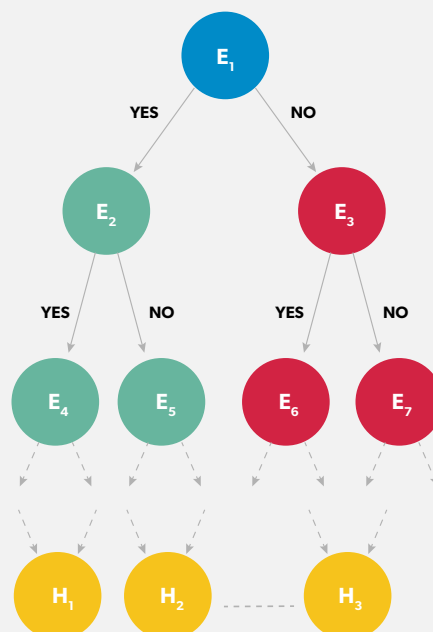 E₁
YES NO
E₂ E₃
YES NO YES NO
E₄ E₅ E₆ E₇
H₁ H₂ H₃